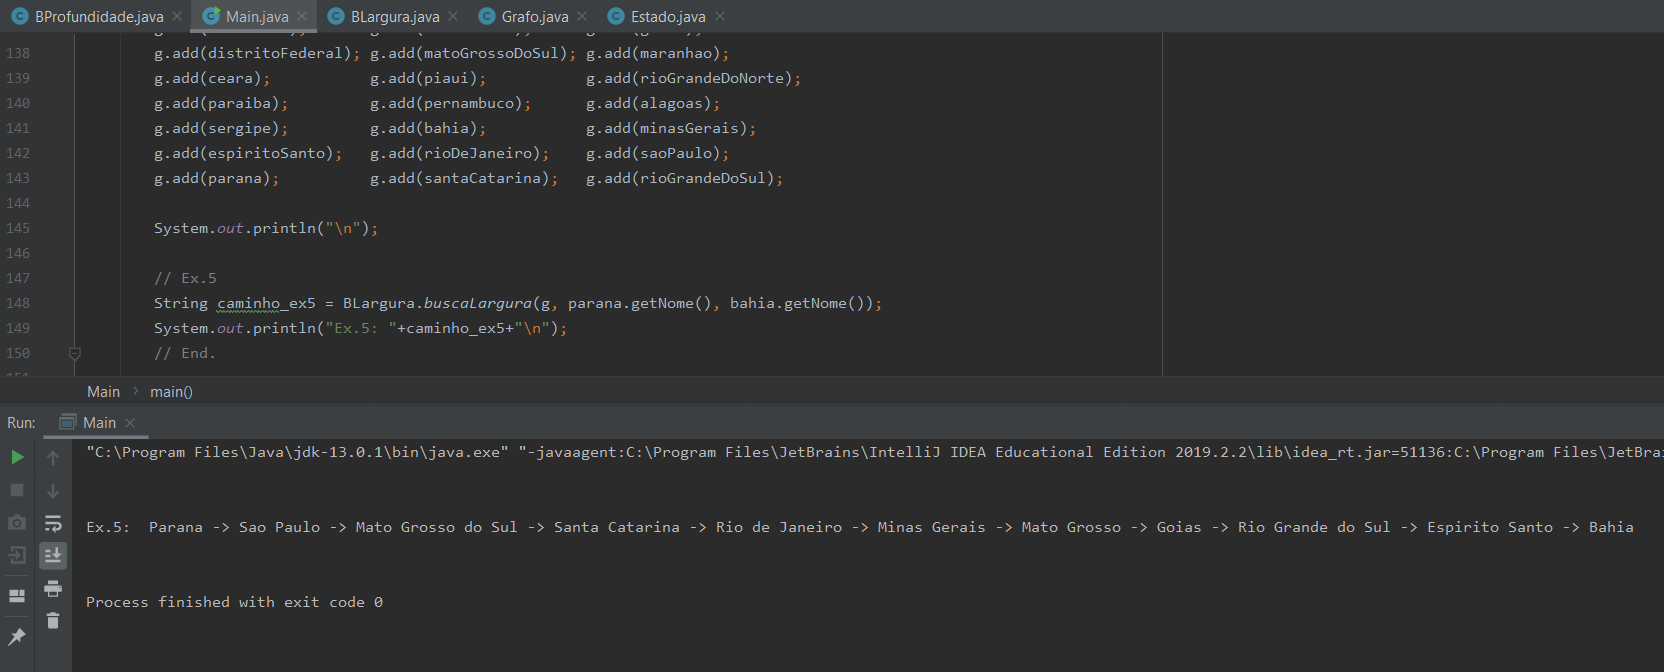 BProfundidade.java Main.java BLargura.java Grafo.java Estado.java
138 g.add(distritoFederal); g.add(matoGrossoDoSul); g.add(maranhao);
139 g.add(ceara); g.add(piaui); g.add(rioGrandeDoNorte);
140 g.add(paraiba); g.add(pernambuco); g.add(alagoas);
141 g.add(sergipe); g.add(bahia); g.add(minasGerais);
142 g.add(espiritoSanto); g.add(rioDeJaneiro); g.add(saoPaulo);
143 g.add(parana); g.add(santaCatarina); g.add(rioGrandeDoSul);
144
145 System.out.println("\n");
146
147 // Ex.5
148 String caminho_ex5 = BLargura.buscaLargura(g, parana.getNome(), bahia.getNome());
149 System.out.println("Ex.5: "+caminho_ex5+"\n");
150 // End.
Main main()
Run: Main
"C:\Program Files\Java\jdk-13.0.1\bin\java.exe" "-javaagent:C:\Program Files\JetBrains\IntelliJ IDEA Educational Edition 2019.2.2\lib\idea_rt.jar=51136:C:\Program Files\JetBrai
Ex.5: Parana -> Sao Paulo -> Mato Grosso do Sul -> Santa Catarina -> Rio de Janeiro -> Minas Gerais -> Mato Grosso -> Goias -> Rio Grande do Sul -> Espirito Santo -> Bahia
Process finished with exit code 0